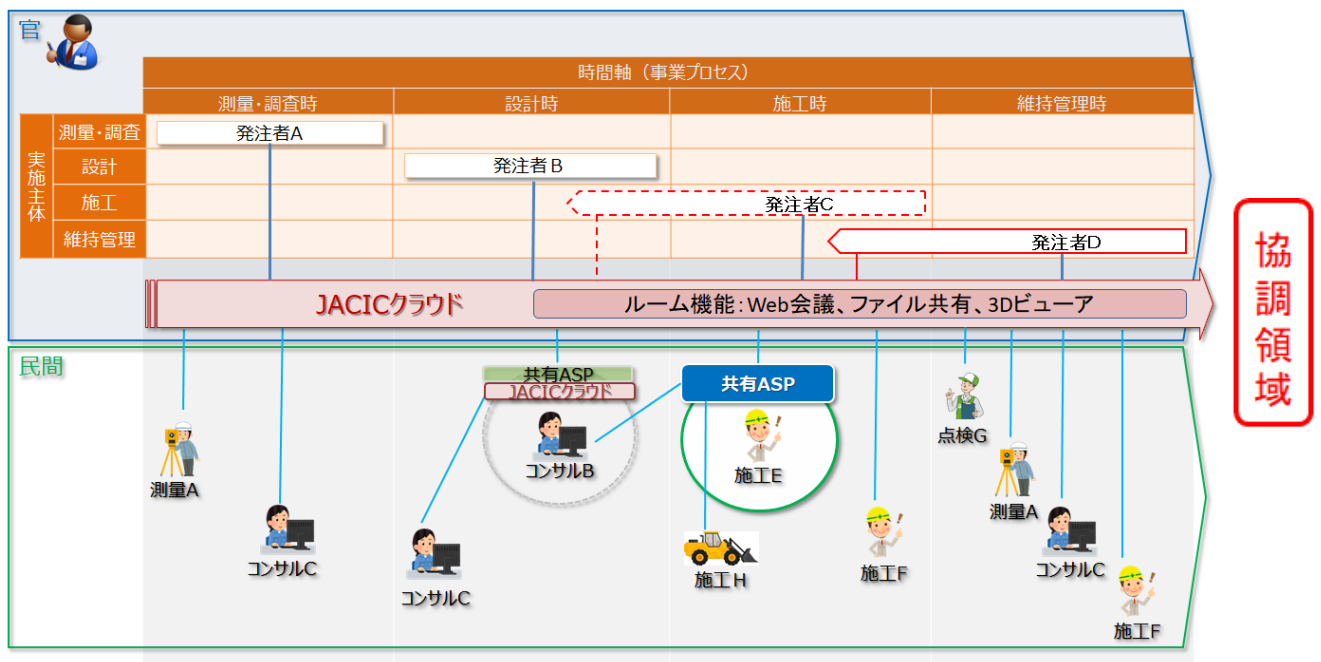 官
時間軸（事業プロセス）
測量・調査時
設計時
施工時
維持管理時
実施主体
測量・調査
発注者A
設計
発注者B
施工
発注者C
維持管理
発注者D
JACICクラウド
ルーム機能：Web会議、ファイル共有、3Dビューア
協調領域
民間
共有ASP
JACICクラウド
共有ASP
点検G
コンサルB
施工E
測量A
測量A
コンサルC
コンサルC
施工H
施工F
コンサルC
施工F